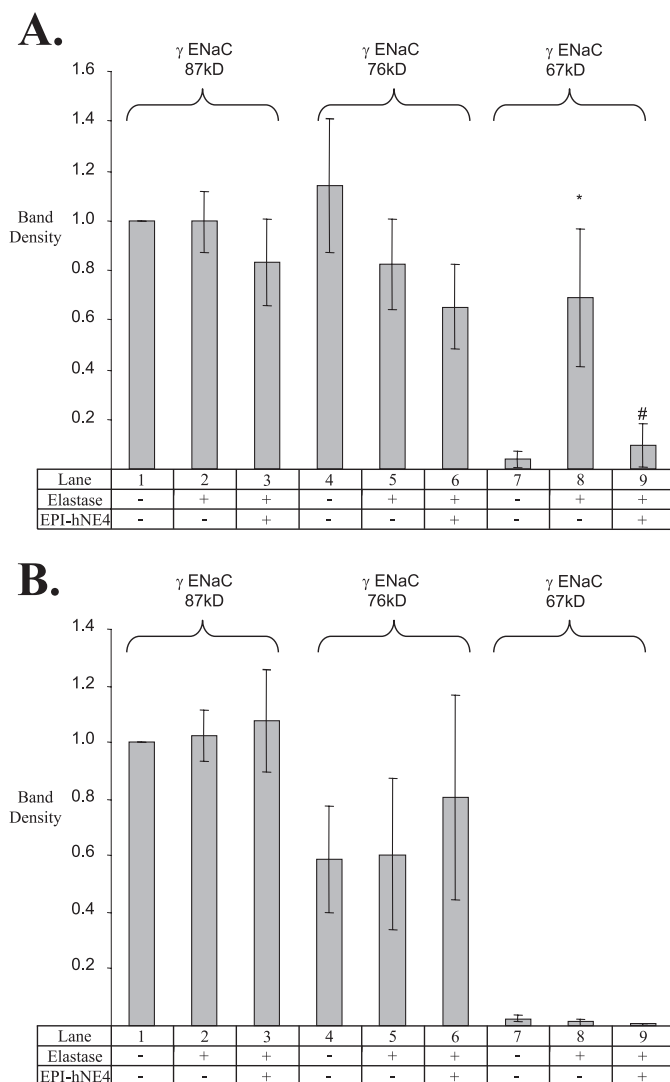 A.
γ ENaC γ ENaC γ ENaC
87kD 76kD 67kD
1.6
1.4
1.2
*
Band
Density
1.0
0.8
0.6
0.4
#
0.2
Lane 1 2 3 4 5 6 7 8 9
Elastase - + + - + + - + +
EPI-hNE4 - - + - - + - - +
B.
γ ENaC γ ENaC γ ENaC
87kD 76kD 67kD
1.4
1.2
1.0
Band
Density
0.8
0.6
0.4
0.2
Lane 1 2 3 4 5 6 7 8 9
Elastase - + + - + + - + +
EPI-hNE4 - - + - - + - - +